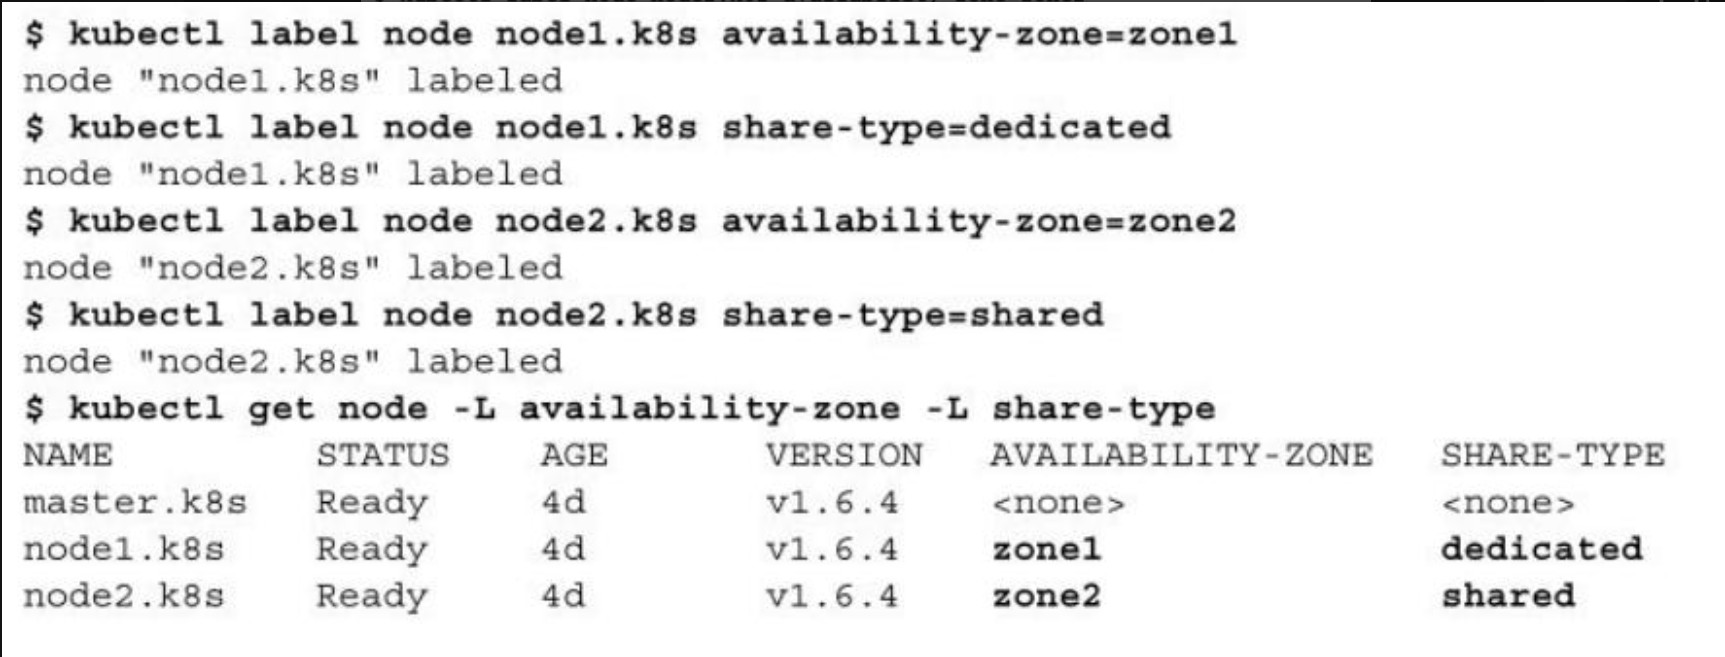 $ kubectl label node node1.k8s availability-zone=zone1
node "node1.k8s" labeled
$ kubectl label node node1.k8s share-type=dedicated
node "node1.k8s" labeled
$ kubectl label node node2.k8s availability-zone=zone2
node "node2.k8s" labeled
$ kubectl label node node2.k8s share-type=shared
node "node2.k8s" labeled
$ kubectl get node -L availability-zone -L share-type
NAME STATUS AGE VERSION AVAILABILITY-ZONE SHARE-TYPE
master.k8s Ready 4d v1.6.4 <none> <none>
node1.k8s Ready 4d v1.6.4 zone1 dedicated
node2.k8s Ready 4d v1.6.4 zone2 shared